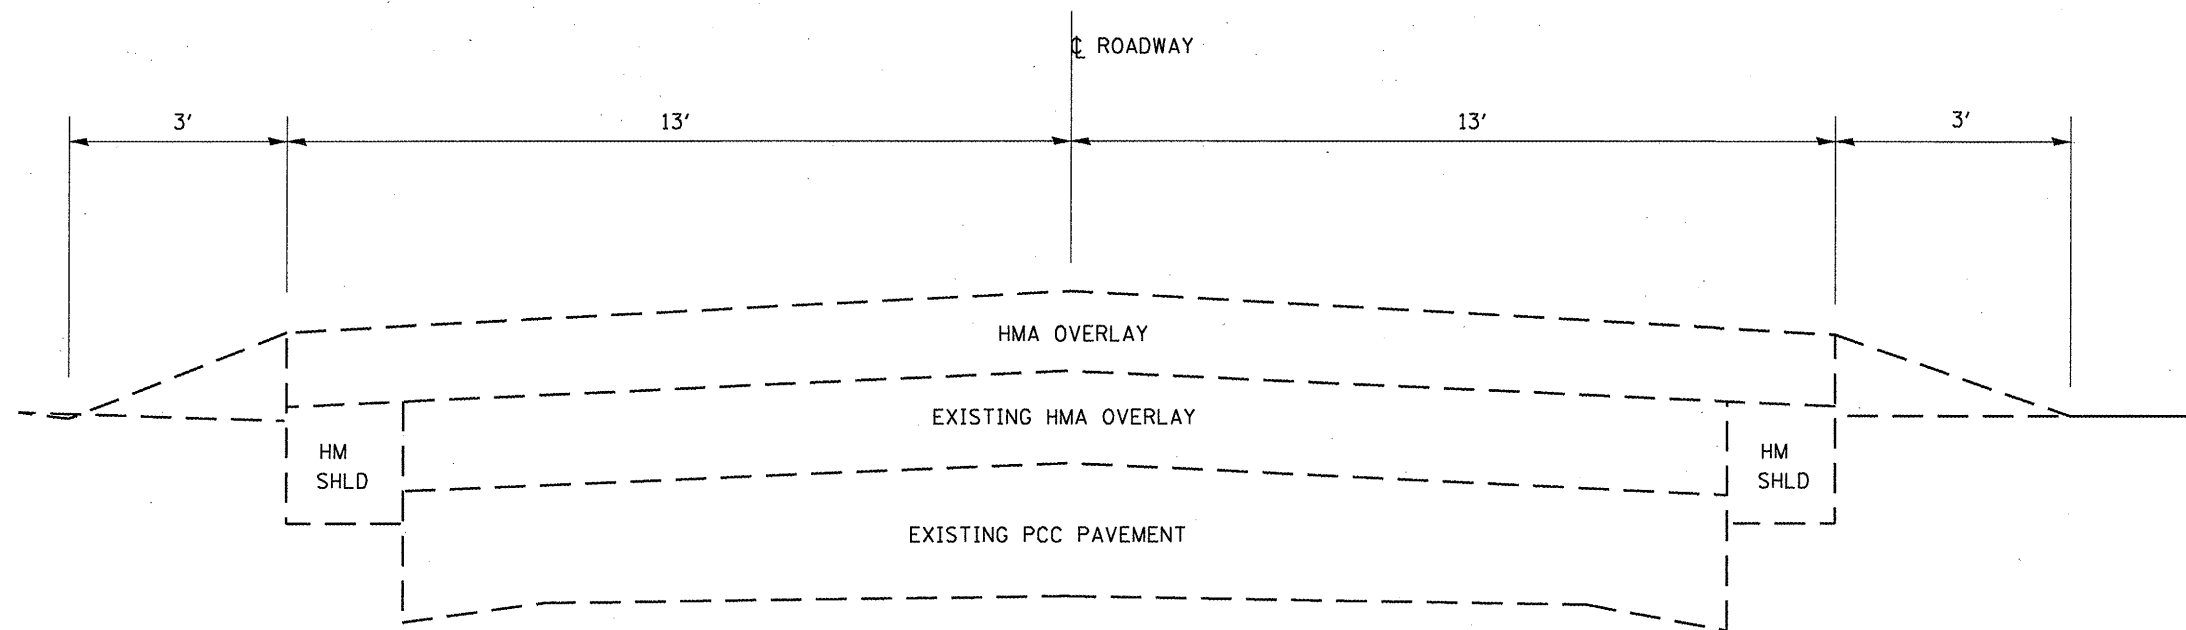 ℄ ROADWAY
3'
13'
13'
3'
HMA OVERLAY
EXISTING HMA OVERLAY
HM
SHLD
HM
SHLD
EXISTING PCC PAVEMENT